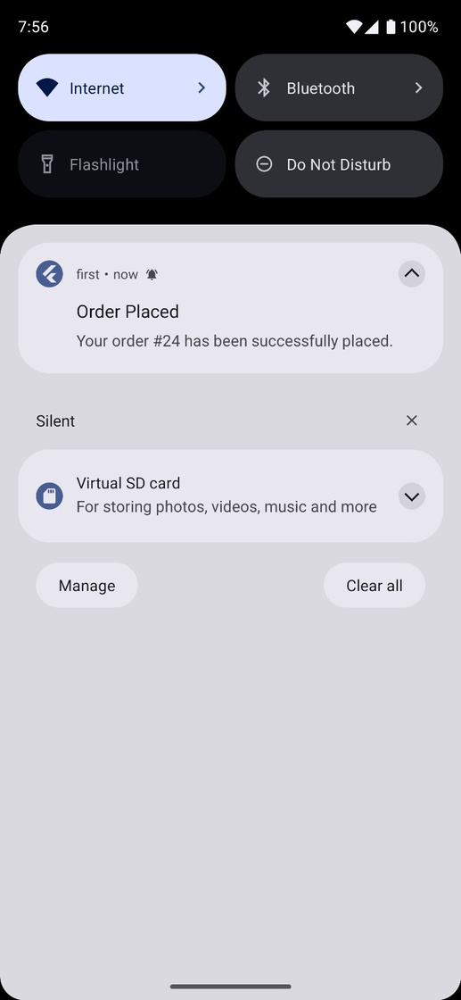 7:56
100%
Internet
Bluetooth
Flashlight
Do Not Disturb
first • now
Order Placed
Your order #24 has been successfully placed.
Silent
Virtual SD card
For storing photos, videos, music and more
Manage
Clear all